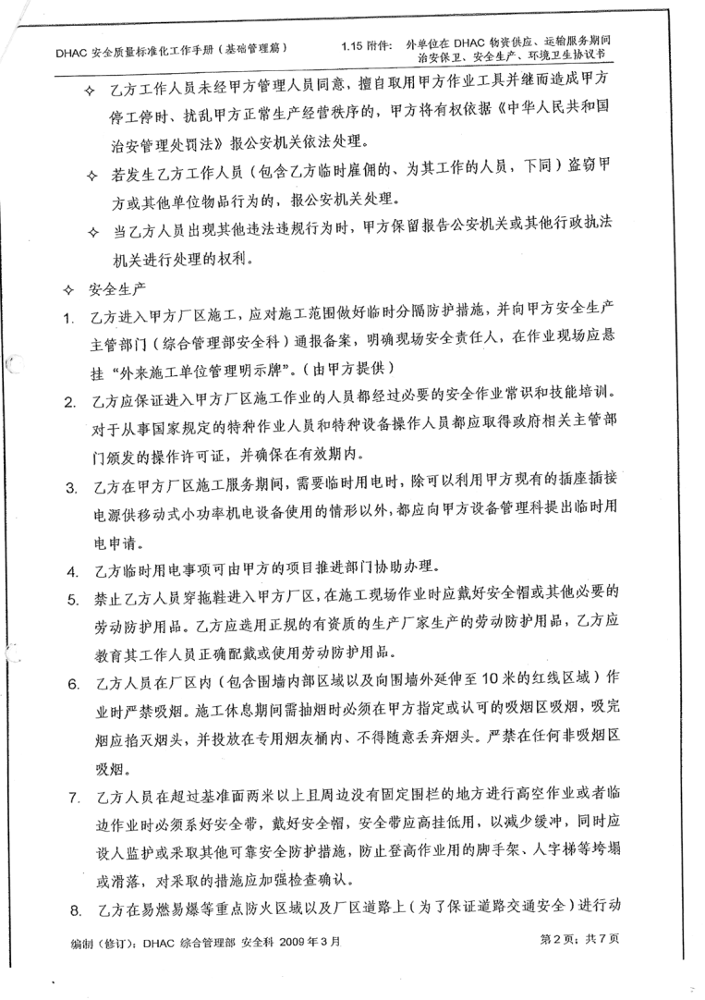 DHAC 安全质量标准化工作手册（基础管理篇） 1.15 附件： 外单位在 DHAC 物资供应、运输服务期间
治安保卫、安全生产、环境卫生协议书
✧ 乙方工作人员未经甲方管理人员同意，擅自取用甲方作业工具并继而造成甲方
停工停时、扰乱甲方正常生产经营秩序的，甲方将有权依据《中华人民共和国
治安管理处罚法》报公安机关依法处理。
✧ 若发生乙方工作人员（包含乙方临时雇佣的、为其工作的人员，下同）盗窃甲
方或其他单位物品行为的，报公安机关处理。
✧ 当乙方人员出现其他违法违规行为时，甲方保留报告公安机关或其他行政执法
机关进行处理的权利。
✧ 安全生产
1. 乙方进入甲方厂区施工，应对施工范围做好临时分隔防护措施，并向甲方安全生产
主管部门（综合管理部安全科）通报备案，明确现场安全责任人，在作业现场应悬
挂“外来施工单位管理明示牌”。（由甲方提供）
2. 乙方应保证进入甲方厂区施工作业的人员都经过必要的安全作业常识和技能培训。
对于从事国家规定的特种作业人员和特种设备操作人员都应取得政府相关主管部
门颁发的操作许可证，并确保在有效期内。
3. 乙方在甲方厂区施工服务期间，需要临时用电时，除可以利用甲方现有的插座插接
电源供移动式小功率机电设备使用的情形以外，都应向甲方设备管理科提出临时用
电申请。
4. 乙方临时用电事项可由甲方的项目推进部门协助办理。
5. 禁止乙方人员穿拖鞋进入甲方厂区，在施工现场作业时应戴好安全帽或其他必要的
劳动防护用品。乙方应选用正规的有资质的生产厂家生产的劳动防护用品，乙方应
教育其工作人员正确配戴或使用劳动防护用品。
6. 乙方人员在厂区内（包含围墙内部区域以及向围墙外延伸至 10 米的红线区域）作
业时严禁吸烟。施工休息期间需抽烟时必须在甲方指定或认可的吸烟区吸烟，吸完
烟应掐灭烟头，并投放在专用烟灰桶内、不得随意丢弃烟头。严禁在任何非吸烟区
吸烟。
7. 乙方人员在超过基准面两米以上且周边没有固定围栏的地方进行高空作业或者临
边作业时必须系好安全带，戴好安全帽，安全带应高挂低用，以减少缓冲，同时应
设人监护或采取其他可靠安全防护措施，防止登高作业用的脚手架、人字梯等垮塌
或滑落，对采取的措施应加强检查确认。
8. 乙方在易燃易爆等重点防火区域以及厂区道路上（为了保证道路交通安全）进行动
编制（修订）：DHAC 综合管理部 安全科 2009 年 3 月 第 2 页；共 7 页